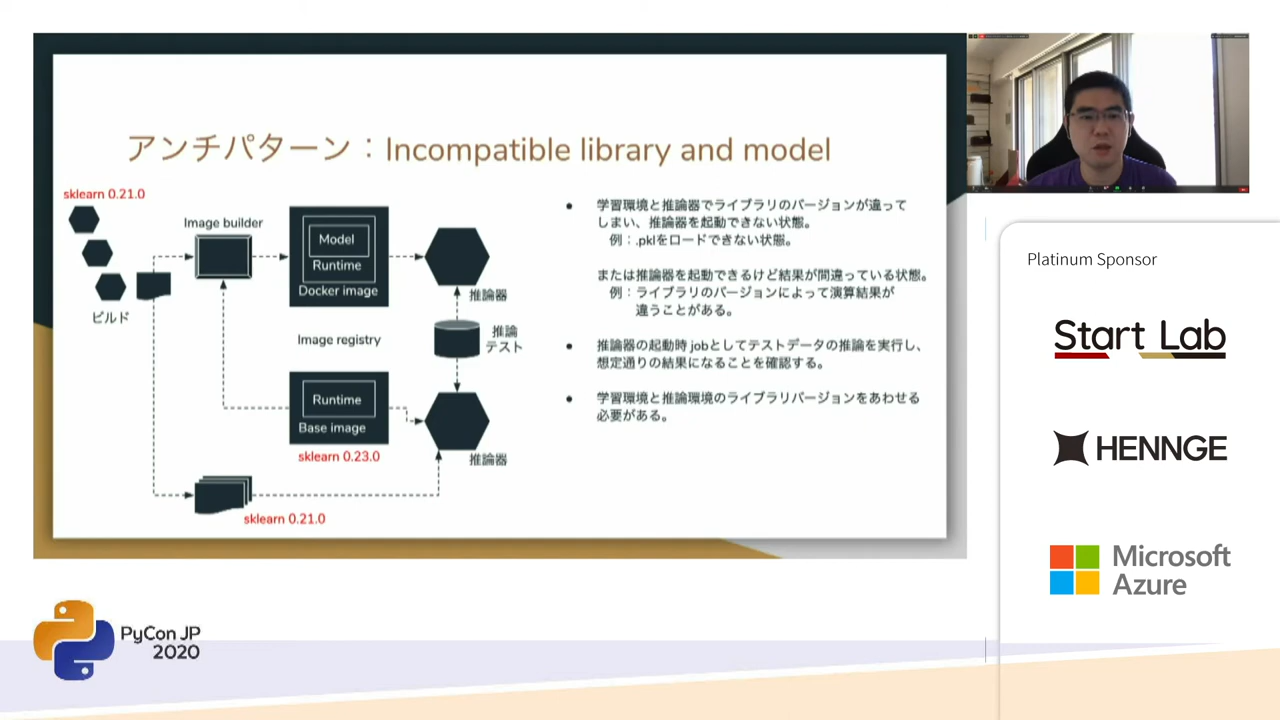 アンチパターン：Incompatible library and model
sklearn 0.21.0
Image builder
Model
Runtime
Docker image
推論器
ビルド
Image registry
推論
テスト
Runtime
Base image
sklearn 0.23.0
推論器
sklearn 0.21.0
● 学習環境と推論器でライブラリのバージョンが違って
しまい、推論器を起動できない状態。
例：.pklをロードできない状態。
または推論器を起動できるけど結果が間違っている状態。
例：ライブラリのバージョンによって演算結果が
違うことがある。
● 推論器の起動時 jobとしてテストデータの推論を実行し、
想定通りの結果になることを確認する。
● 学習環境と推論環境のライブラリバージョンをあわせる
必要がある。
Platinum Sponsor
Start Lab
HENNGE
Microsoft
Azure
PyCon JP
2020